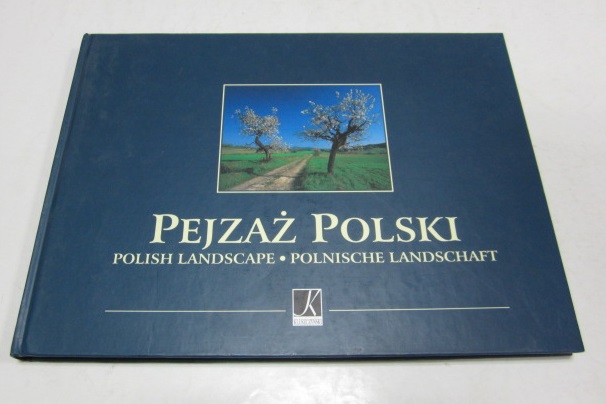 PEJZAŻ POLSKI
POLISH LANDSCAPE • POLNISCHE LANDSCHAFT
K